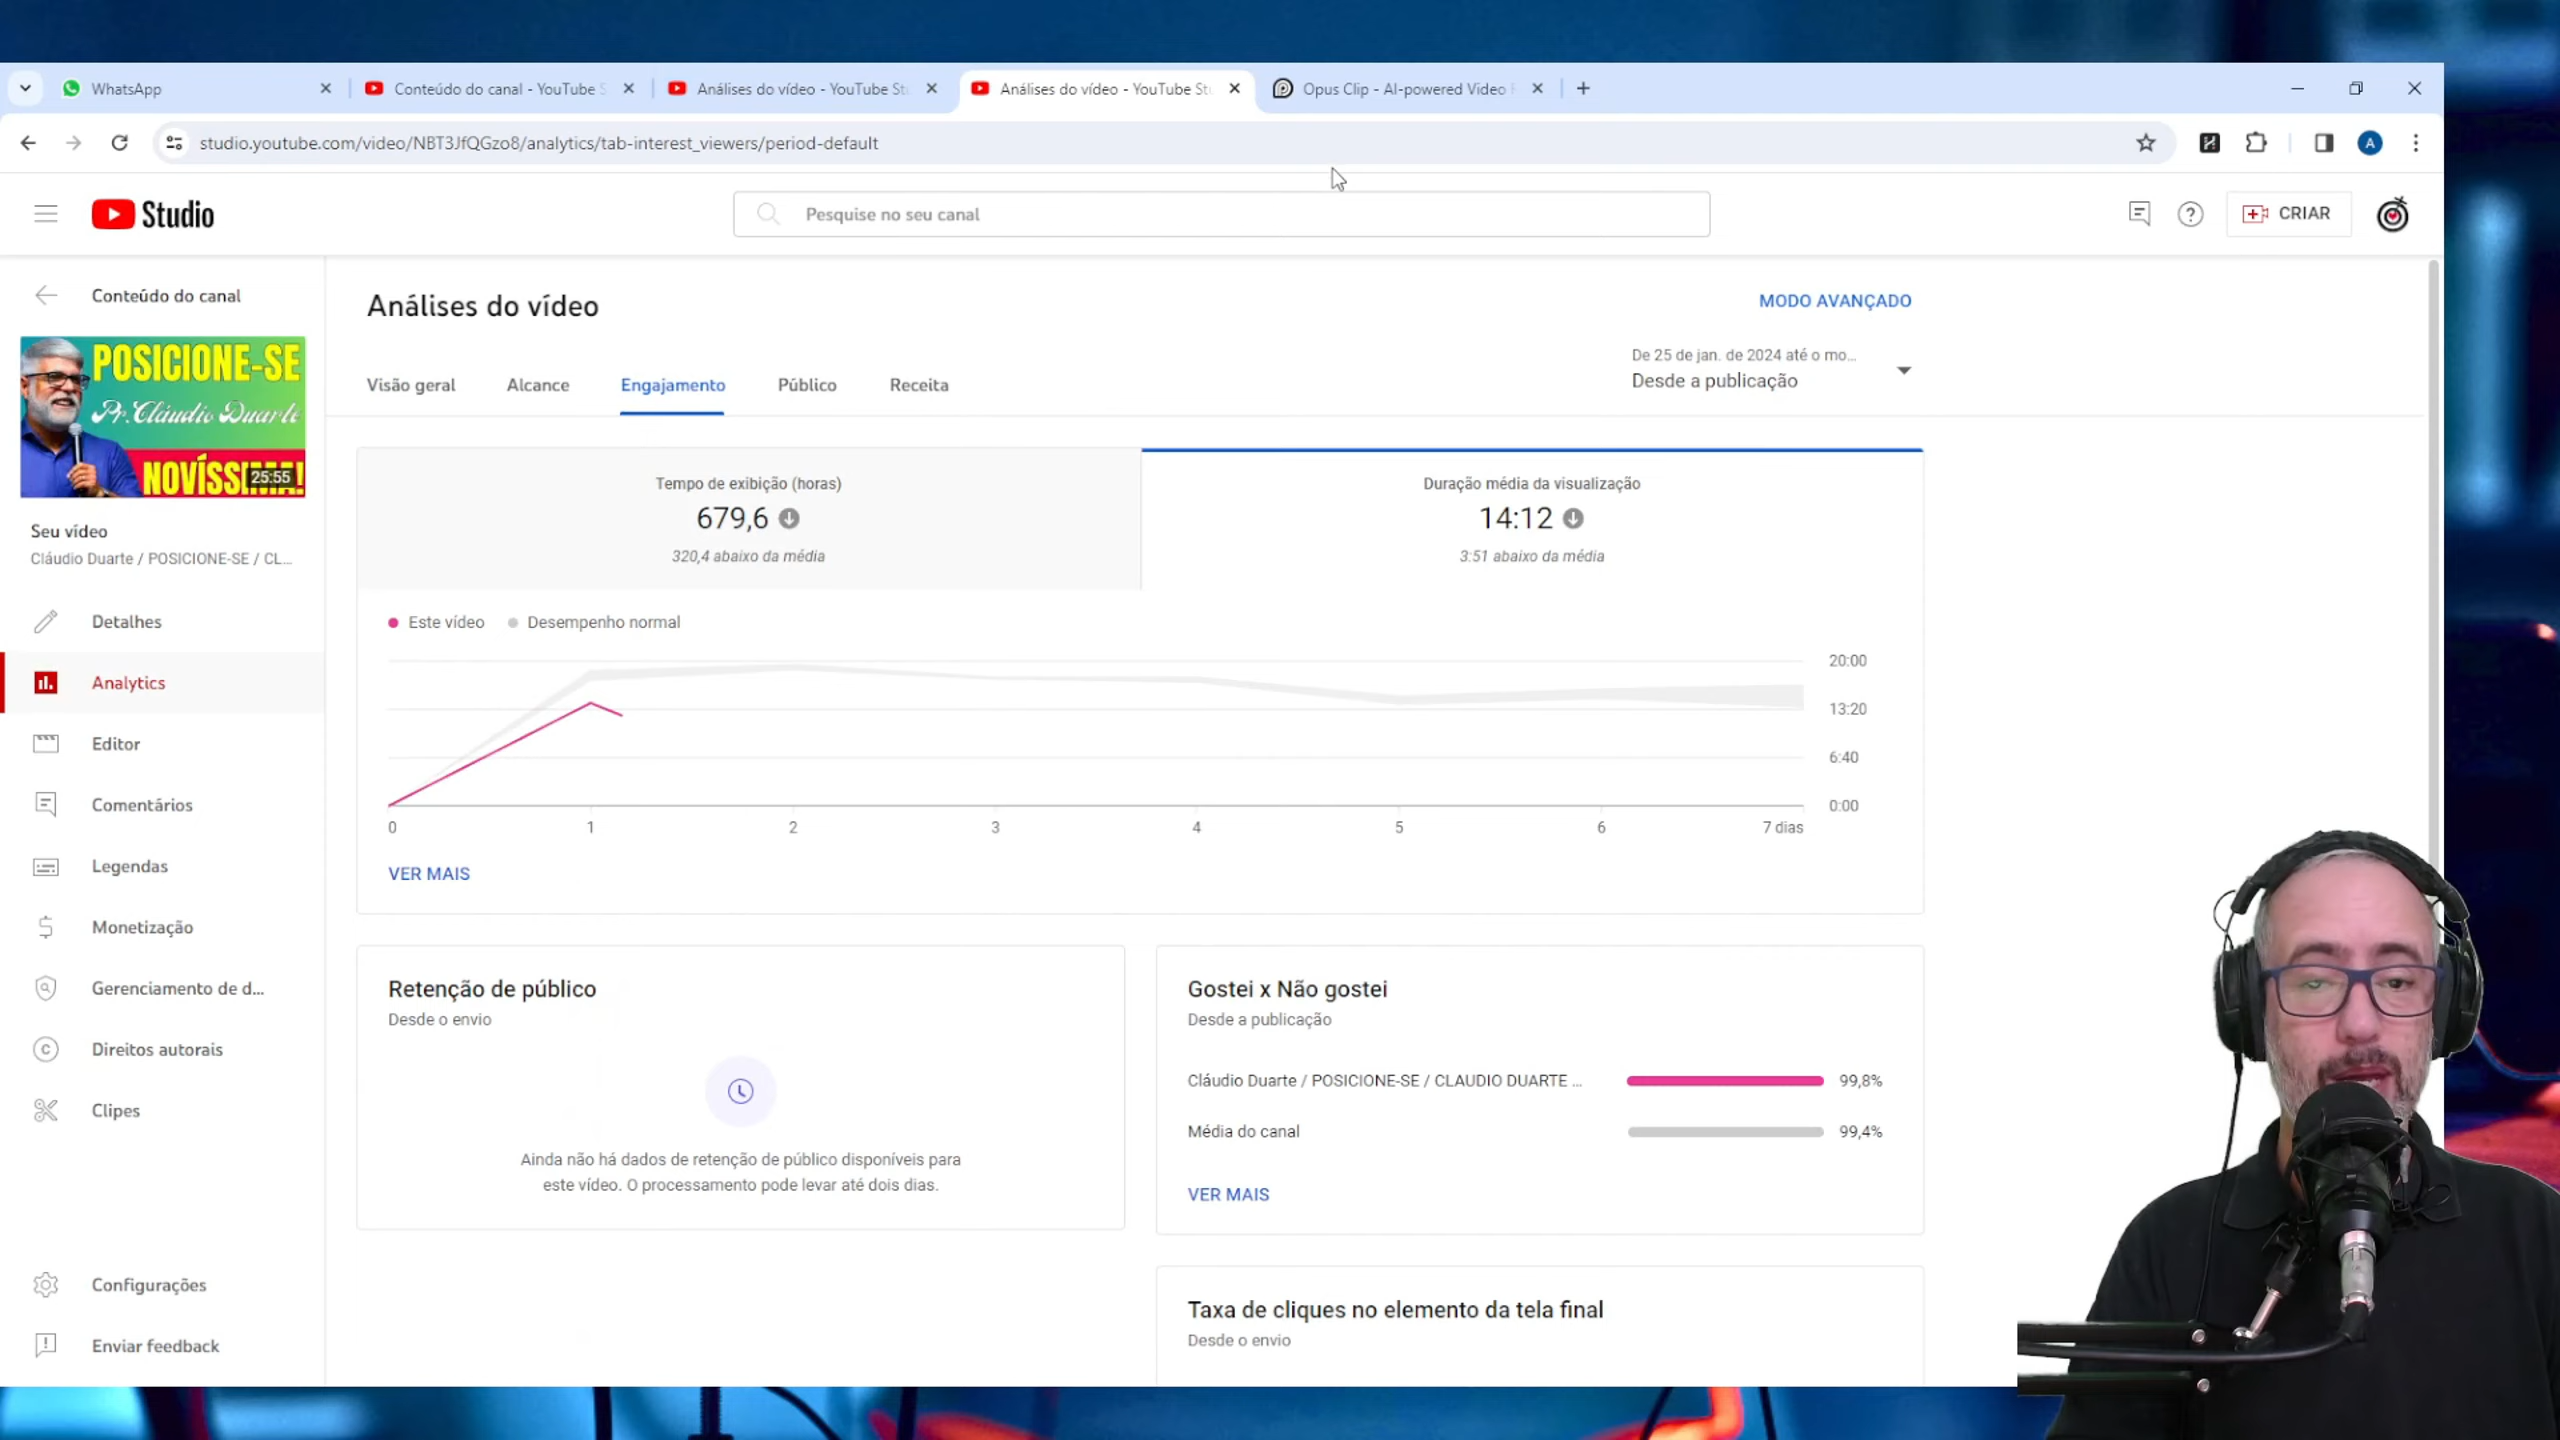 WhatsApp
Conteúdo do canal - YouTube S
Análises do vídeo - YouTube St
Análises do vídeo - YouTube Stu
Opus Clip - AI-powered Video
studio.youtube.com/video/NBT3JfQGzo8/analytics/tab-interest_viewers/period-default
A
Studio
Pesquise no seu canal
CRIAR
Conteúdo do canal
POSICIONE-SE
Pr. Cláudio Duarte
NOVÍSSIMA!
25:55
Seu vídeo
Cláudio Duarte / POSICIONE-SE / CL...
Detalhes
Analytics
Editor
Comentários
Legendas
Monetização
Gerenciamento de d...
Direitos autorais
Clipes
Configurações
Enviar feedback
Análises do vídeo
MODO AVANÇADO
Visão geral
Alcance
Engajamento
Público
Receita
De 25 de jan. de 2024 até o mo...
Desde a publicação
Tempo de exibição (horas)
679,6
320,4 abaixo da média
Duração média da visualização
14:12
3:51 abaixo da média
Este vídeo
Desempenho normal
20:00
13:20
6:40
0:00
0 1 2 3 4 5 6 7 dias
VER MAIS
Retenção de público
Desde o envio
Ainda não há dados de retenção de público disponíveis para
este vídeo. O processamento pode levar até dois dias.
Gostei x Não gostei
Desde a publicação
Cláudio Duarte / POSICIONE-SE / CLAUDIO DUARTE ...
99,8%
Média do canal
99,4%
VER MAIS
Taxa de cliques no elemento da tela final
Desde o envio